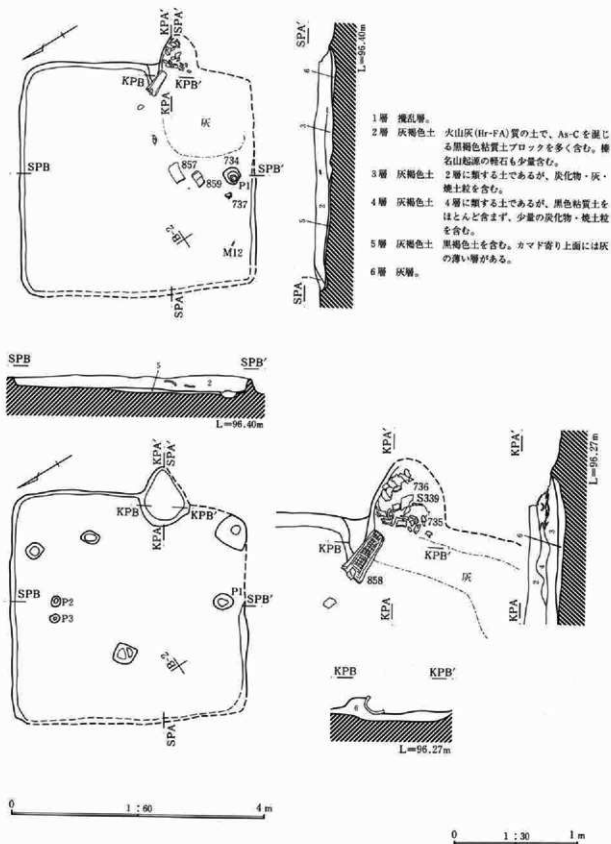 KPA'
SPA'
KPB
KPB'
KPA
灰
SPB
SPB'
857
859
734
P1
737
B-2
M12
SPA
SPA'
L=96.40m
6
3
2
5
1
SPA
1層 攪乱層。
2層 灰褐色土 火山灰(Hr-FA)質の土で、As-Cを混じ
る黒褐色粘質土ブロックを多く含む。榛
名山起源の軽石も少量含む。
3層 灰褐色土 2層に類する土であるが、炭化物・灰・
焼土粒を含む。
4層 灰褐色土 4層に類する土であるが、黒色粘質土を
ほとんど含まず、少量の炭化物・焼土粒
を含む。
5層 灰褐色土 黒褐色土を含む。カマド寄り上面には灰
の薄い層がある。
6層 灰層。
SPB
SPB'
5
2
L=96.40m
KPA'
SPA'
KPB
KPB'
KPA
SPB
SPB'
P1
P2
P3
B-2
SPA
KPA'
736
S339
735
KPB
KPB'
858
灰
KPA
KPA'
L=96.27m
6
3
2
4
KPA
KPB
KPB'
6
L=96.27m
0 1:60 4m
0 1:30 1m